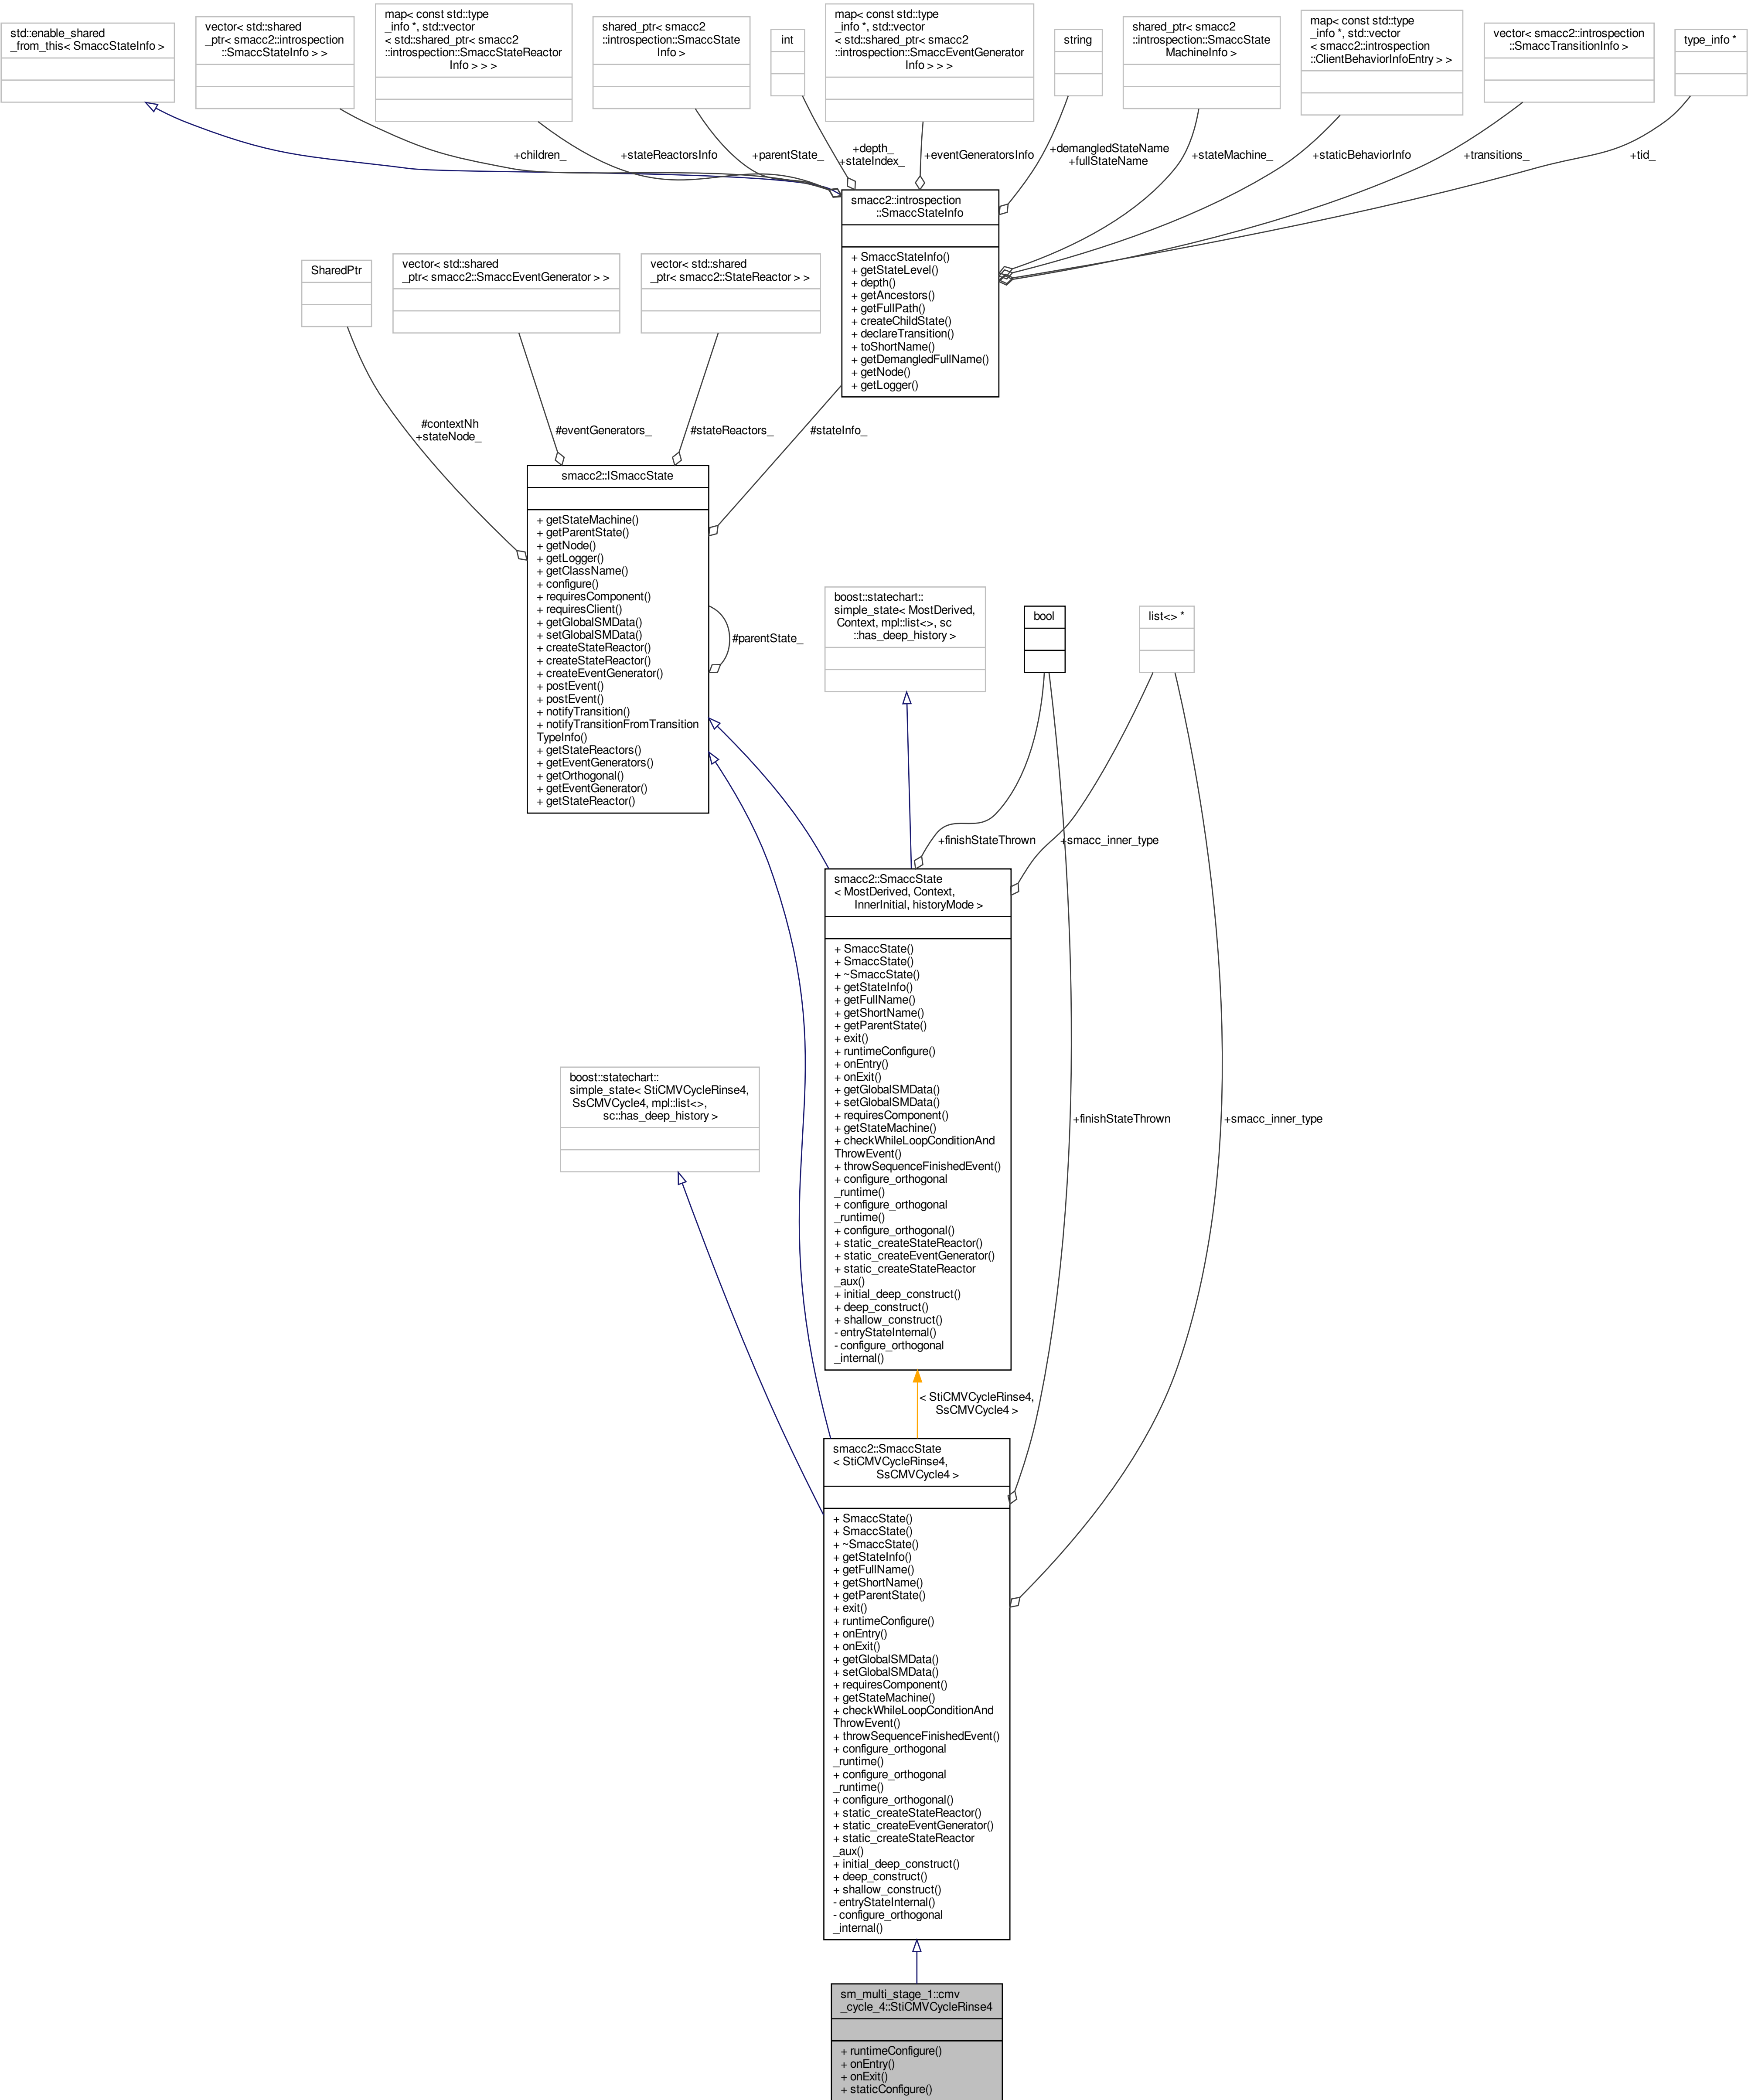 std::enable_shared
_from_this< SmaccStateInfo >
vector< std::shared
_ptr< smacc2::introspection
::SmaccStateInfo > >
map< const std::type
_info *, std::vector
< std::shared_ptr< smacc2
::introspection::SmaccStateReactor
Info > > >
shared_ptr< smacc2
::introspection::SmaccState
Info >
int
map< const std::type
_info *, std::vector
< std::shared_ptr< smacc2
::introspection::SmaccEventGenerator
Info > > >
string
shared_ptr< smacc2
::introspection::SmaccState
MachineInfo >
map< const std::type
_info *, std::vector
< smacc2::introspection
::ClientBehaviorInfoEntry > >
vector< smacc2::introspection
::SmaccTransitionInfo >
type_info *
+children_
+stateReactorsInfo
+parentState_
+depth_
+stateIndex_
+eventGeneratorsInfo
+demangledStateName
+fullStateName
+stateMachine_
+staticBehaviorInfo
+transitions_
+tid_
smacc2::introspection
::SmaccStateInfo
+ SmaccStateInfo()
+ getStateLevel()
+ depth()
+ getAncestors()
+ getFullPath()
+ createChildState()
+ declareTransition()
+ toShortName()
+ getDemangledFullName()
+ getNode()
+ getLogger()
SharedPtr
vector< std::shared
_ptr< smacc2::SmaccEventGenerator > >
vector< std::shared
_ptr< smacc2::StateReactor > >
#contextNh
+stateNode_
#eventGenerators_
#stateReactors_
#stateInfo_
smacc2::ISmaccState
+ getStateMachine()
+ getParentState()
+ getNode()
+ getLogger()
+ getClassName()
+ configure()
+ requiresComponent()
+ requiresClient()
+ getGlobalSMData()
+ setGlobalSMData()
+ createStateReactor()
+ createStateReactor()
+ createEventGenerator()
+ postEvent()
+ postEvent()
+ notifyTransition()
+ notifyTransitionFromTransition
TypeInfo()
+ getStateReactors()
+ getEventGenerators()
+ getOrthogonal()
+ getEventGenerator()
+ getStateReactor()
#parentState_
boost::statechart::
simple_state< MostDerived,
Context, mpl::list<>, sc
::has_deep_history >
bool
list<> *
+finishStateThrown
+smacc_inner_type
smacc2::SmaccState
< MostDerived, Context,
InnerInitial, historyMode >
+ SmaccState()
+ SmaccState()
+ ~SmaccState()
+ getStateInfo()
+ getFullName()
+ getShortName()
+ getParentState()
+ exit()
+ runtimeConfigure()
+ onEntry()
+ onExit()
+ getGlobalSMData()
+ setGlobalSMData()
+ requiresComponent()
+ getStateMachine()
+ checkWhileLoopConditionAnd
ThrowEvent()
+ throwSequenceFinishedEvent()
+ configure_orthogonal
_runtime()
+ configure_orthogonal
_runtime()
+ configure_orthogonal()
+ static_createStateReactor()
+ static_createEventGenerator()
+ static_createStateReactor
_aux()
+ initial_deep_construct()
+ deep_construct()
+ shallow_construct()
- entryStateInternal()
- configure_orthogonal
_internal()
boost::statechart::
simple_state< StiCMVCycleRinse4,
SsCMVCycle4, mpl::list<>,
sc::has_deep_history >
+finishStateThrown
+smacc_inner_type
< StiCMVCycleRinse4,
SsCMVCycle4 >
smacc2::SmaccState
< StiCMVCycleRinse4,
SsCMVCycle4 >
+ SmaccState()
+ SmaccState()
+ ~SmaccState()
+ getStateInfo()
+ getFullName()
+ getShortName()
+ getParentState()
+ exit()
+ runtimeConfigure()
+ onEntry()
+ onExit()
+ getGlobalSMData()
+ setGlobalSMData()
+ requiresComponent()
+ getStateMachine()
+ checkWhileLoopConditionAnd
ThrowEvent()
+ throwSequenceFinishedEvent()
+ configure_orthogonal
_runtime()
+ configure_orthogonal
_runtime()
+ configure_orthogonal()
+ static_createStateReactor()
+ static_createEventGenerator()
+ static_createStateReactor
_aux()
+ initial_deep_construct()
+ deep_construct()
+ shallow_construct()
- entryStateInternal()
- configure_orthogonal
_internal()
sm_multi_stage_1::cmv
_cycle_4::StiCMVCycleRinse4
+ runtimeConfigure()
+ onEntry()
+ onExit()
+ staticConfigure()